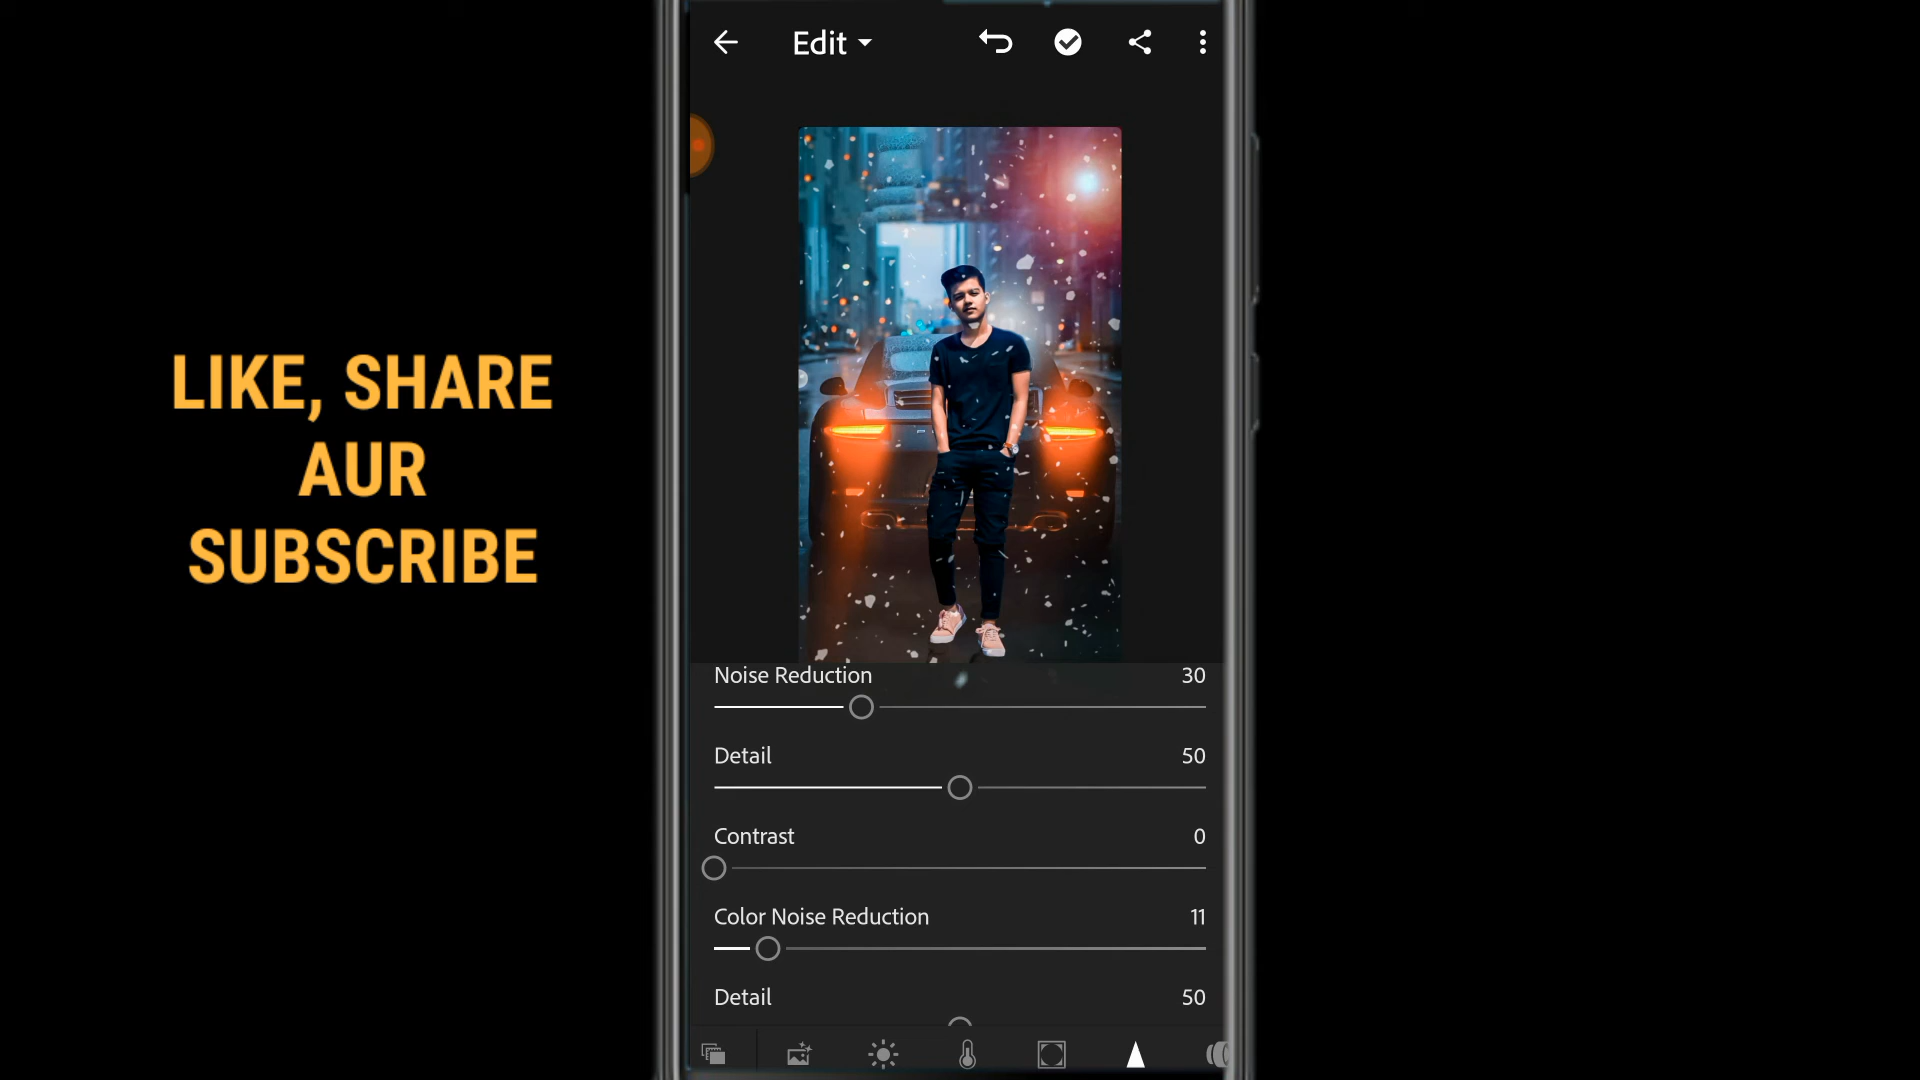 Edit
LIKE, SHARE
AUR
SUBSCRIBE
Noise Reduction 30
Detail 50
Contrast 0
Color Noise Reduction 11
Detail 50